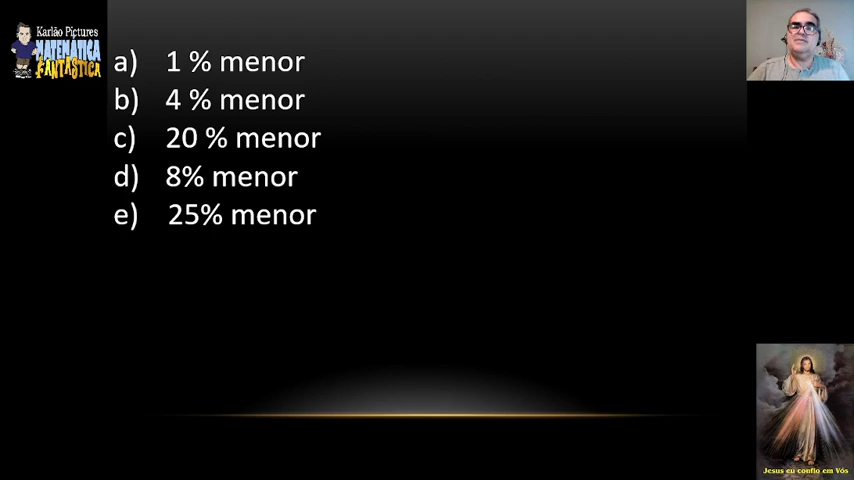 Karlão Pictures
MATEMÁTICA
FANTÁSTICA
a) 1 % menor
b) 4 % menor
c) 20 % menor
d) 8% menor
e) 25% menor
Jesus eu confio em Vós